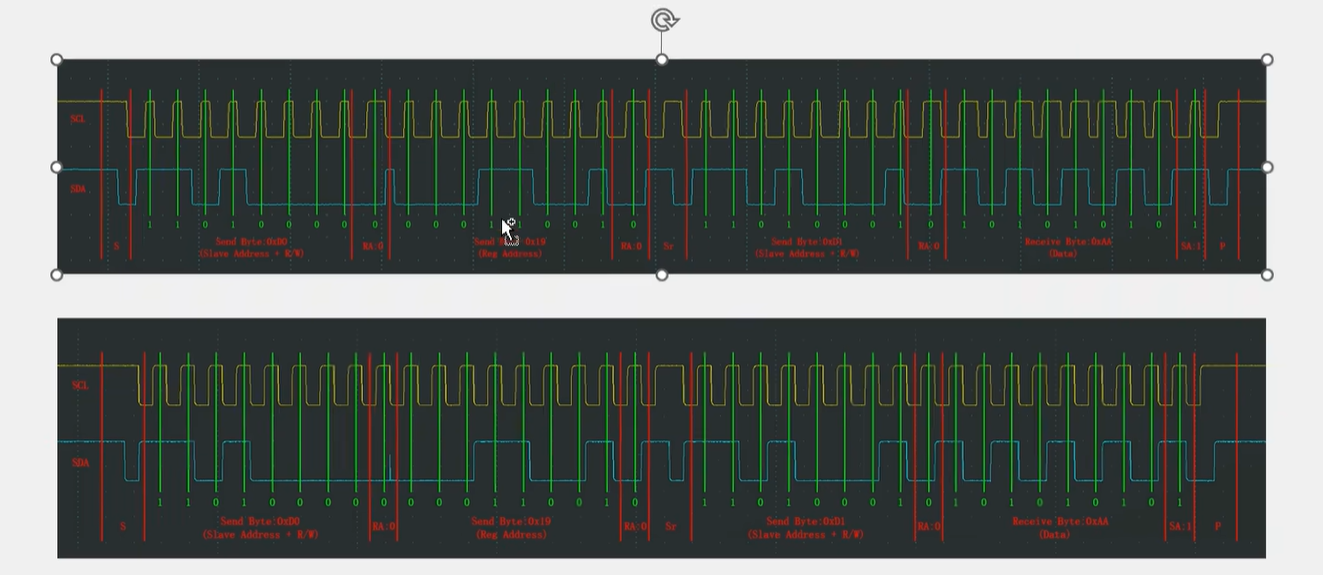 SCL
SDA
1 1 0 1 0 0 0 0 0 0 0 0 1 1 0 0 1 0 1 1 0 1 0 0 0 1 0 1 0 1 0 1 0 1 0 1
S Send Byte:0xD0 RA:0 Send 0x19 RA:0 Sr Send Byte:0xD1 RA:0 Receive Byte:0xAA SA:1 P
(Slave Address + R/W) (Reg Address) (Slave Address + R/W) (Data)
SCL
SDA
1 1 0 1 0 0 0 0 0 0 0 0 1 1 0 0 1 0 1 1 0 1 0 0 0 1 0 1 0 1 0 1 0 1 0 1
S Send Byte:0xD0 RA:0 Send Byte:0x19 RA:0 Sr Send Byte:0xD1 RA:0 Receive Byte:0xAA SA:1 P
(Slave Address + R/W) (Reg Address) (Slave Address + R/W) (Data)